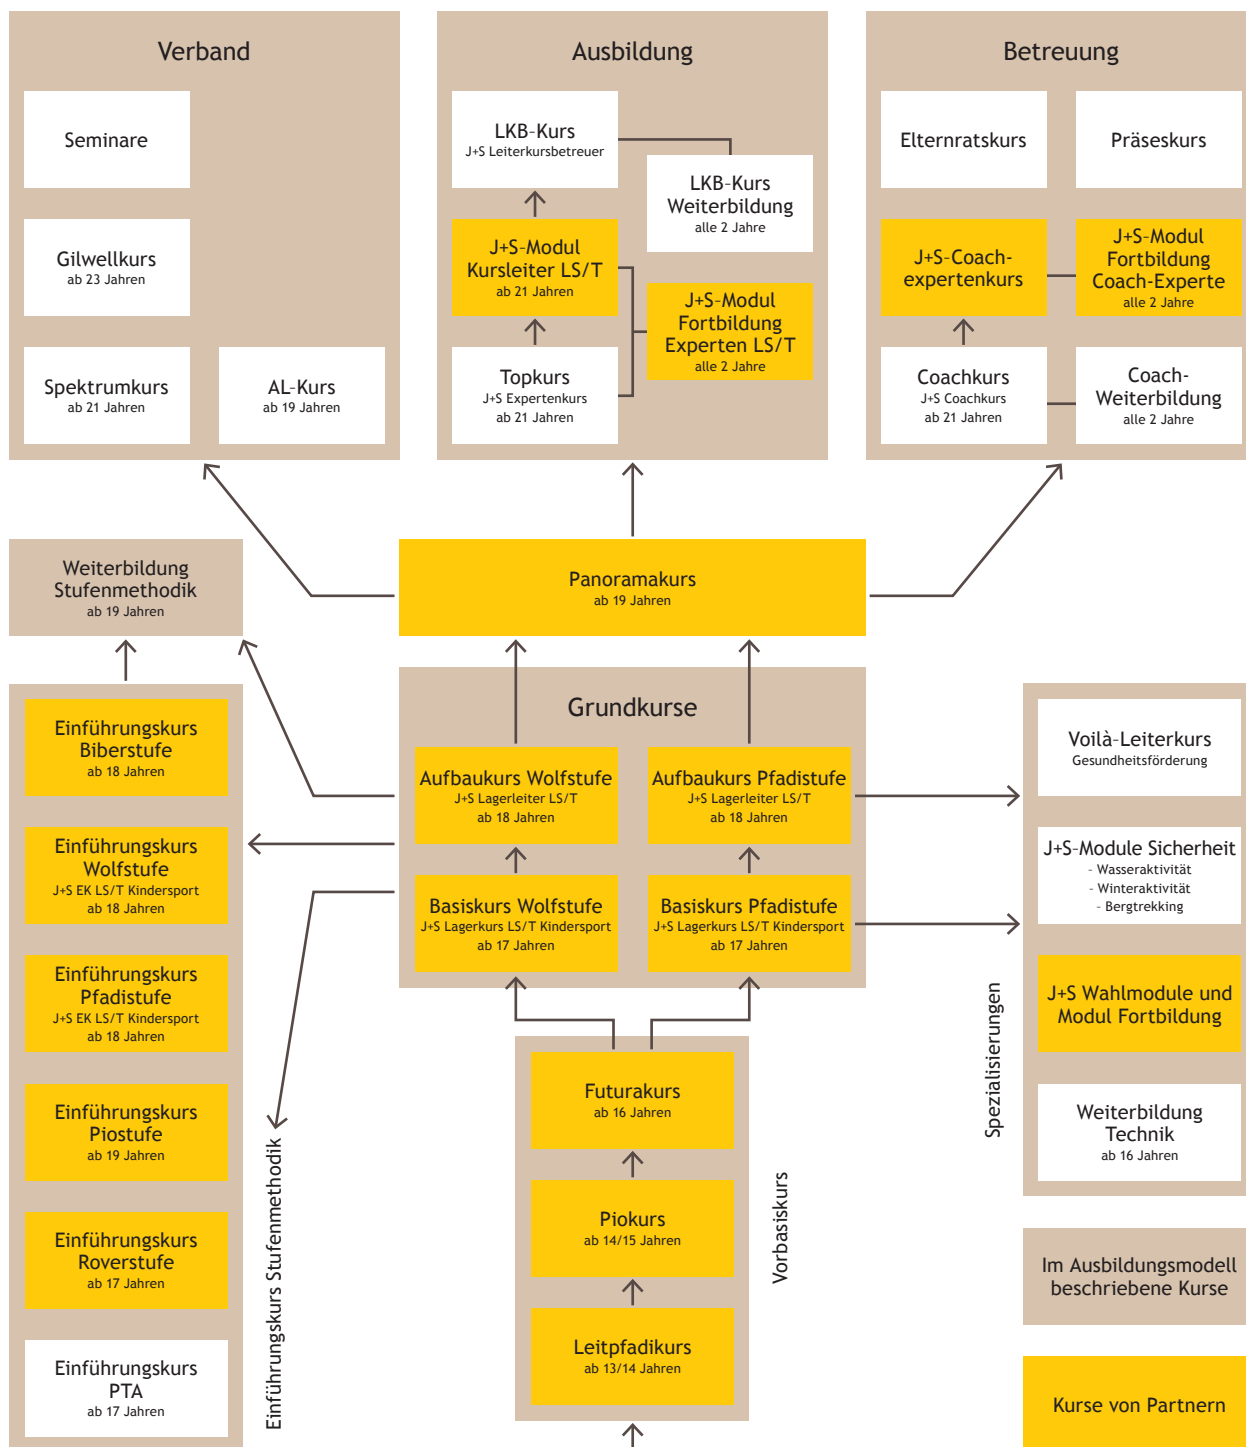 Verband
Seminare
Gilwellkurs
ab 23 Jahren
Spektrumkurs
ab 21 Jahren
AL-Kurs
ab 19 Jahren
Ausbildung
LKB-Kurs
J+S Leiterkursbetreuer
LKB-Kurs
Weiterbildung
alle 2 Jahre
J+S-Modul
Kursleiter LS/T
ab 21 Jahren
J+S-Modul
Fortbildung
Experten LS/T
alle 2 Jahre
Topkurs
J+S Expertenkurs
ab 21 Jahren
Betreuung
Elternratskurs
Präseskurs
J+S-Coach-
expertenkurs
J+S-Modul
Fortbildung
Coach-Experte
alle 2 Jahre
Coachkurs
J+S Coachkurs
ab 21 Jahren
Coach-
Weiterbildung
alle 2 Jahre
Weiterbildung
Stufenmethodik
ab 19 Jahren
Panoramakurs
ab 19 Jahren
Einführungskurs
Biberstufe
ab 18 Jahren
Einführungskurs
Wolfstufe
J+S EK LS/T Kindersport
ab 18 Jahren
Einführungskurs
Pfadistufe
J+S EK LS/T Kindersport
ab 18 Jahren
Einführungskurs
Piostufe
ab 19 Jahren
Einführungskurs
Roverstufe
ab 17 Jahren
Einführungskurs
PTA
ab 17 Jahren
Einführungskurs Stufenmethodik
Grundkurse
Aufbaukurs Wolfstufe
J+S Lagerleiter LS/T
ab 18 Jahren
Aufbaukurs Pfadistufe
J+S Lagerleiter LS/T
ab 18 Jahren
Basiskurs Wolfstufe
J+S Lagerkurs LS/T Kindersport
ab 17 Jahren
Basiskurs Pfadistufe
J+S Lagerkurs LS/T Kindersport
ab 17 Jahren
Futurakurs
ab 16 Jahren
Piokurs
ab 14/15 Jahren
Leitpfadikurs
ab 13/14 Jahren
Vorbasiskurs
Spezialisierungen
Voilà-Leiterkurs
Gesundheitsförderung
J+S-Module Sicherheit
- Wasseraktivität
- Winteraktivität
- Bergtrekking
J+S Wahlmodule und
Modul Fortbildung
Weiterbildung
Technik
ab 16 Jahren
Im Ausbildungsmodell
beschriebene Kurse
Kurse von Partnern